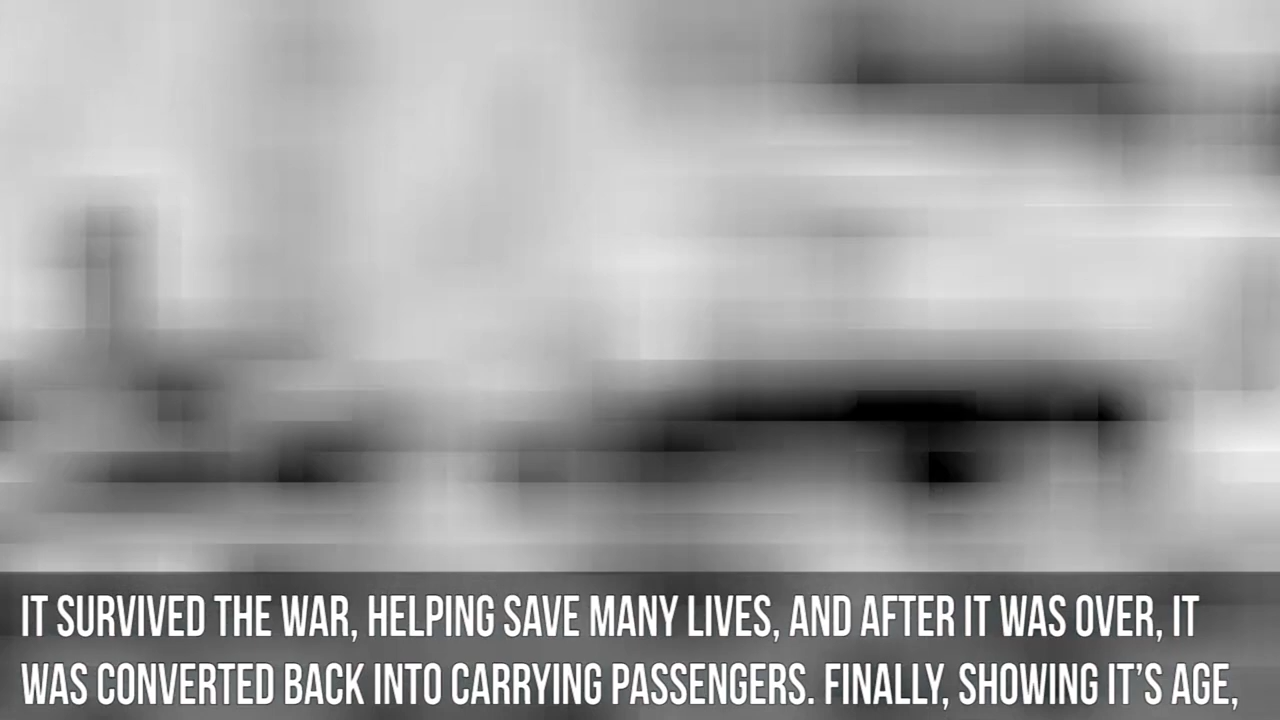 IT SURVIVED THE WAR, HELPING SAVE MANY LIVES, AND AFTER IT WAS OVER, IT
WAS CONVERTED BACK INTO CARRYING PASSENGERS. FINALLY, SHOWING IT’S AGE,